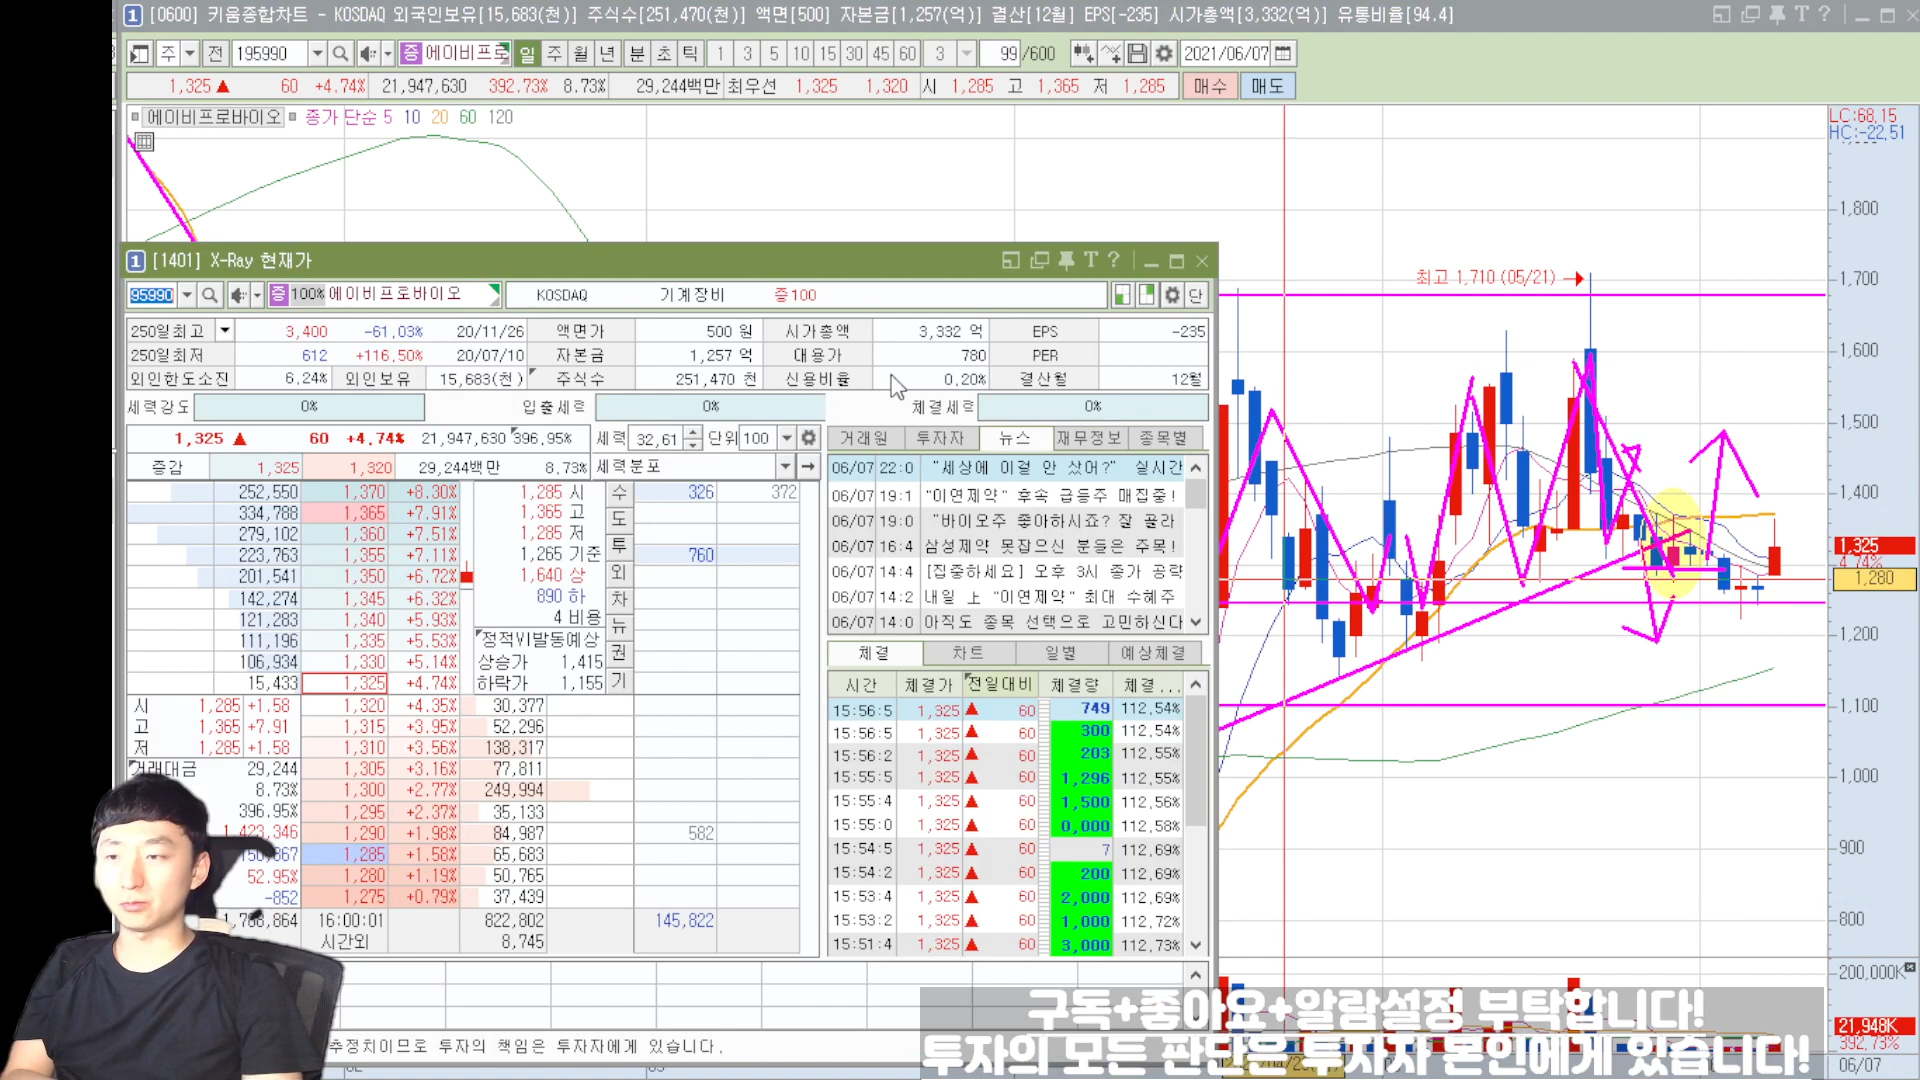 [0600] 키움종합차트 - KOSDAQ 외국인보유[15,683(천)] 주식수[251,470(천)] 액면[500] 자본금[1,257(억)] 결산[12월] EPS[-235] 시가총액[3,332(억)] 유통비율[94.4]
주 전 195990 증 에이비프로 일 주 월 년 분 초 틱 1 3 5 10 15 30 45 60 3 99 /600 2021/06/07
1,325 ▲ 60 +4.74% 21,947,630 392.73% 8.73% 29,244백만 최우선 1,325 1,320 시 1,285 고 1,365 저 1,285 매수 매도
에이비프로바이오 종가 단순 5 10 20 60 120
LC:68.15
HC:-22.51
1,800
최고 1,710 (05/21) →
1,700
1,600
1,500
1,400
1,325
4.74%
1,280
1,200
1,100
1,000
900
800
200,000K
21,948K
392.73%
06/07
1 [1401] X-Ray 현재가
95990 증 100% 에이비프로바이오 KOSDAQ 기계장비 증100 단
250일최고 3,400 -61.03% 20/11/26 액면가 500 원 시가총액 3,332 억 EPS -235
250일최저 612 +116.50% 20/07/10 자본금 1,257 억 대용가 780 PER
외인한도소진 6.24% 외인보유 15,683(천) 주식수 251,470 천 신용비율 0.20% 결산월 12월
세력강도 0% 입출세력 0% 체결세력 0%
1,325 ▲ 60 +4.74% 21,947,630 396.95% 세력 32,61 단위 100
증감 1,325 1,320 29,244백만 8.73% 세력분포
252,550 1,370 +8.30% 1,285 시 수 326 372
334,788 1,365 +7.91% 1,365 고 도
279,102 1,360 +7.51% 1,285 저
223,763 1,355 +7.11% 1,265 기준 투 760
201,541 1,350 +6.72% 1,640 상 외
142,274 1,345 +6.32% 890 하 차
121,283 1,340 +5.93% 4 비용 뉴
111,196 1,335 +5.53% 정적VI발동예상 권
106,934 1,330 +5.14% 상승가 1,415
15,433 1,325 +4.74% 하락가 1,155 기
시 1,285 +1.58 1,320 +4.35% 30,377
고 1,365 +7.91 1,315 +3.95% 52,296
저 1,285 +1.58 1,310 +3.56% 138,317
거래대금 29,244 1,305 +3.16% 77,811
8.73% 1,300 +2.77% 249,994
396.95% 1,295 +2.37% 35,133
1,423,346 1,290 +1.98% 84,987 582
1,285 +1.58% 65,683
52.95% 1,280 +1.19% 50,765
-852 1,275 +0.79% 37,439
16:00:01 822,802 145,822
시간외 8,745
거래원 투자자 뉴스 재무정보 종목별
06/07 22:0 "세상에 이걸 안 샀어?" 실시간
06/07 19:1 "이연제약" 후속 급등주 매집중!
06/07 19:0 "바이오주 좋아하시죠? 잘 골라
06/07 16:4 삼성제약 못잡으신 분들은 주목!
06/07 14:4 [집중하세요] 오후 3시 종가 공략
06/07 14:2 내일 上 "이연제약" 최대 수혜주
06/07 14:0 아직도 종목 선택으로 고민하신다
체결 차트 일별 예상체결
시간 체결가 전일대비 체결량 체결...
15:56:5 1,325 ▲ 60 749 112.54%
15:56:5 1,325 ▲ 60 300 112.54%
15:56:2 1,325 ▲ 60 203 112.55%
15:55:5 1,325 ▲ 60 1,296 112.55%
15:55:4 1,325 ▲ 60 1,500 112.56%
15:55:0 1,325 ▲ 60 0,000 112.58%
15:54:5 1,325 ▲ 60 7 112.69%
15:54:2 1,325 ▲ 60 200 112.69%
15:53:4 1,325 ▲ 60 2,000 112.69%
15:53:2 1,325 ▲ 60 1,000 112.72%
15:51:4 1,325 ▲ 60 3,000 112.73%
추정치이므로 투자의 책임은 투자자에게 있습니다.
구독+좋아요+알람설정 부탁합니다!
투자의 모든 판단은 투자자 본인에게 있습니다!